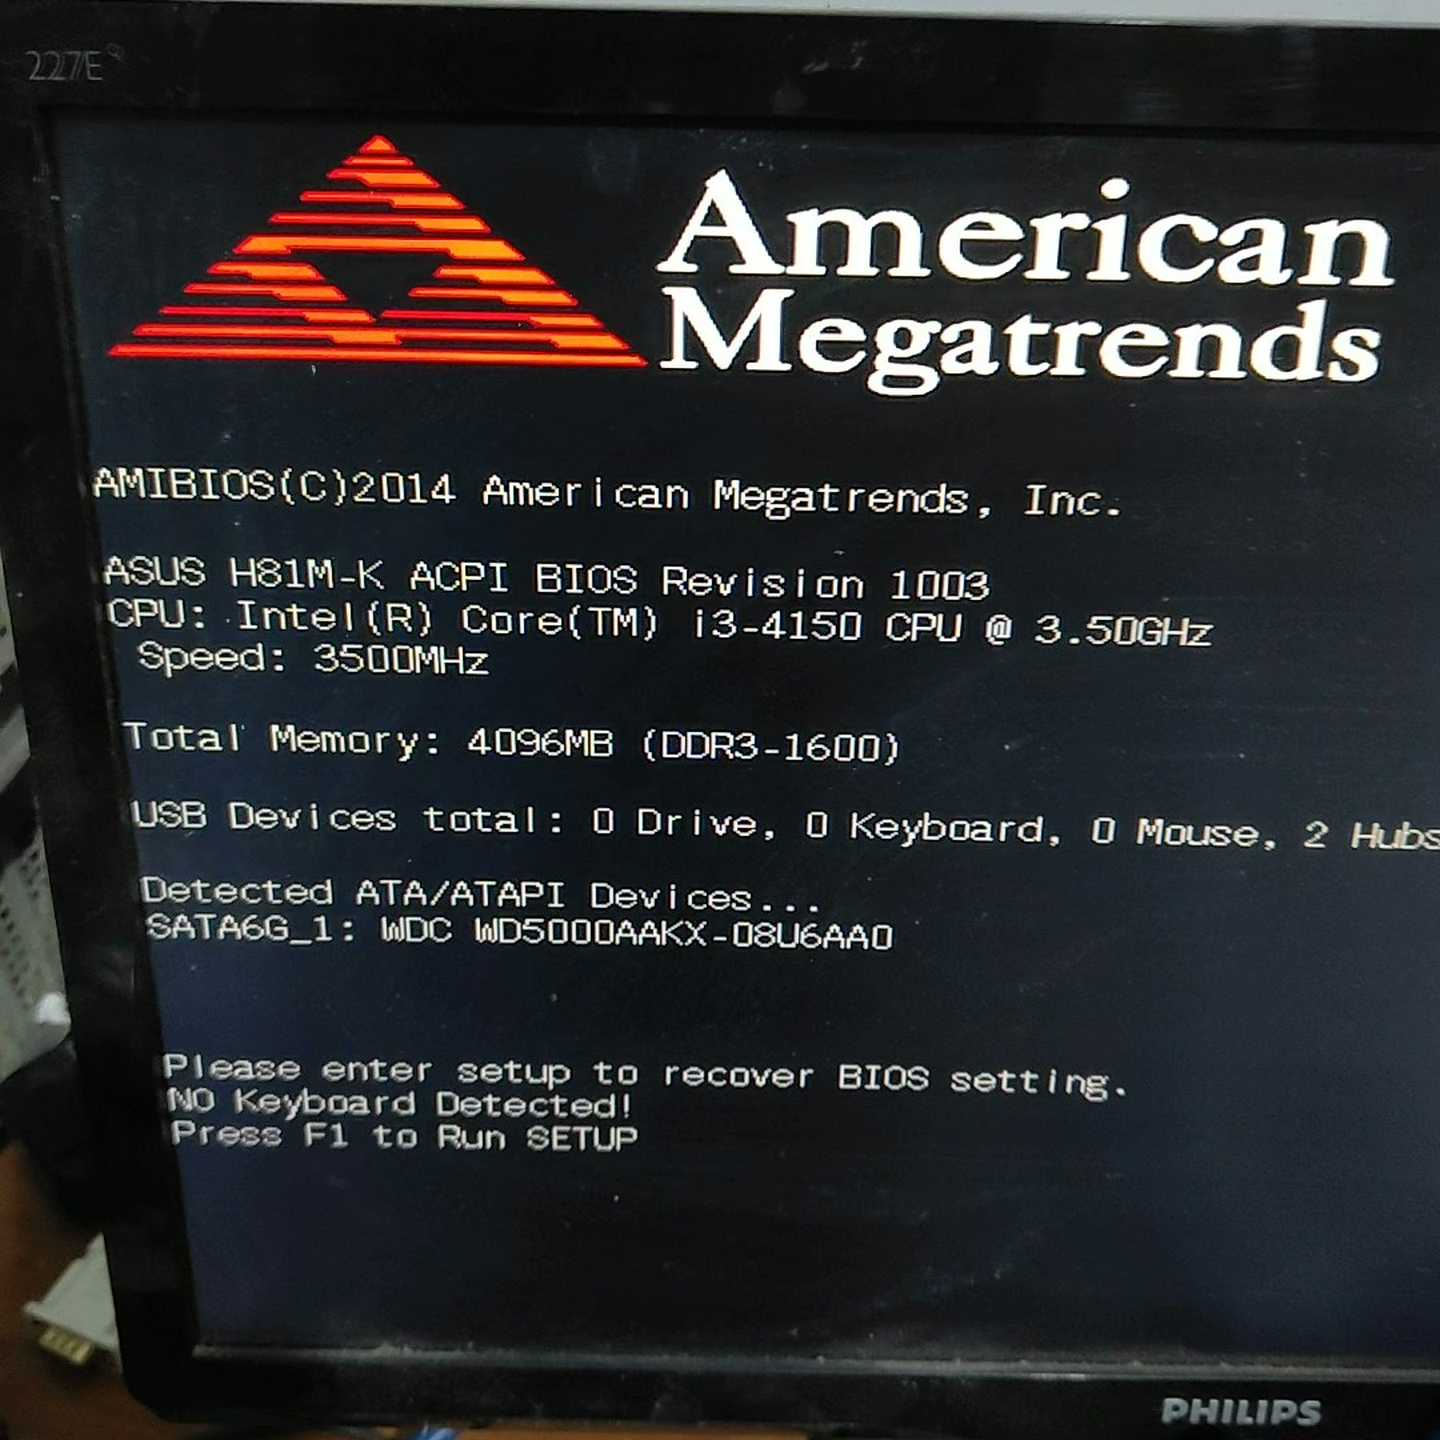 227E
American
Megatrends
AMIBIOS(C)2014 American Megatrends, Inc.
ASUS H81M-K ACPI BIOS Revision 1003
CPU: Intel(R) Core(TM) i3-4150 CPU @ 3.50GHz
Speed: 3500MHz
Total Memory: 4096MB (DDR3-1600)
USB Devices total: 0 Drive, 0 Keyboard, 0 Mouse, 2 Hubs
Detected ATA/ATAPI Devices...
SATA6G_1: WDC WD5000AAKX-08U6AA0
Please enter setup to recover BIOS setting.
NO Keyboard Detected!
Press F1 to Run SETUP
PHILIPS